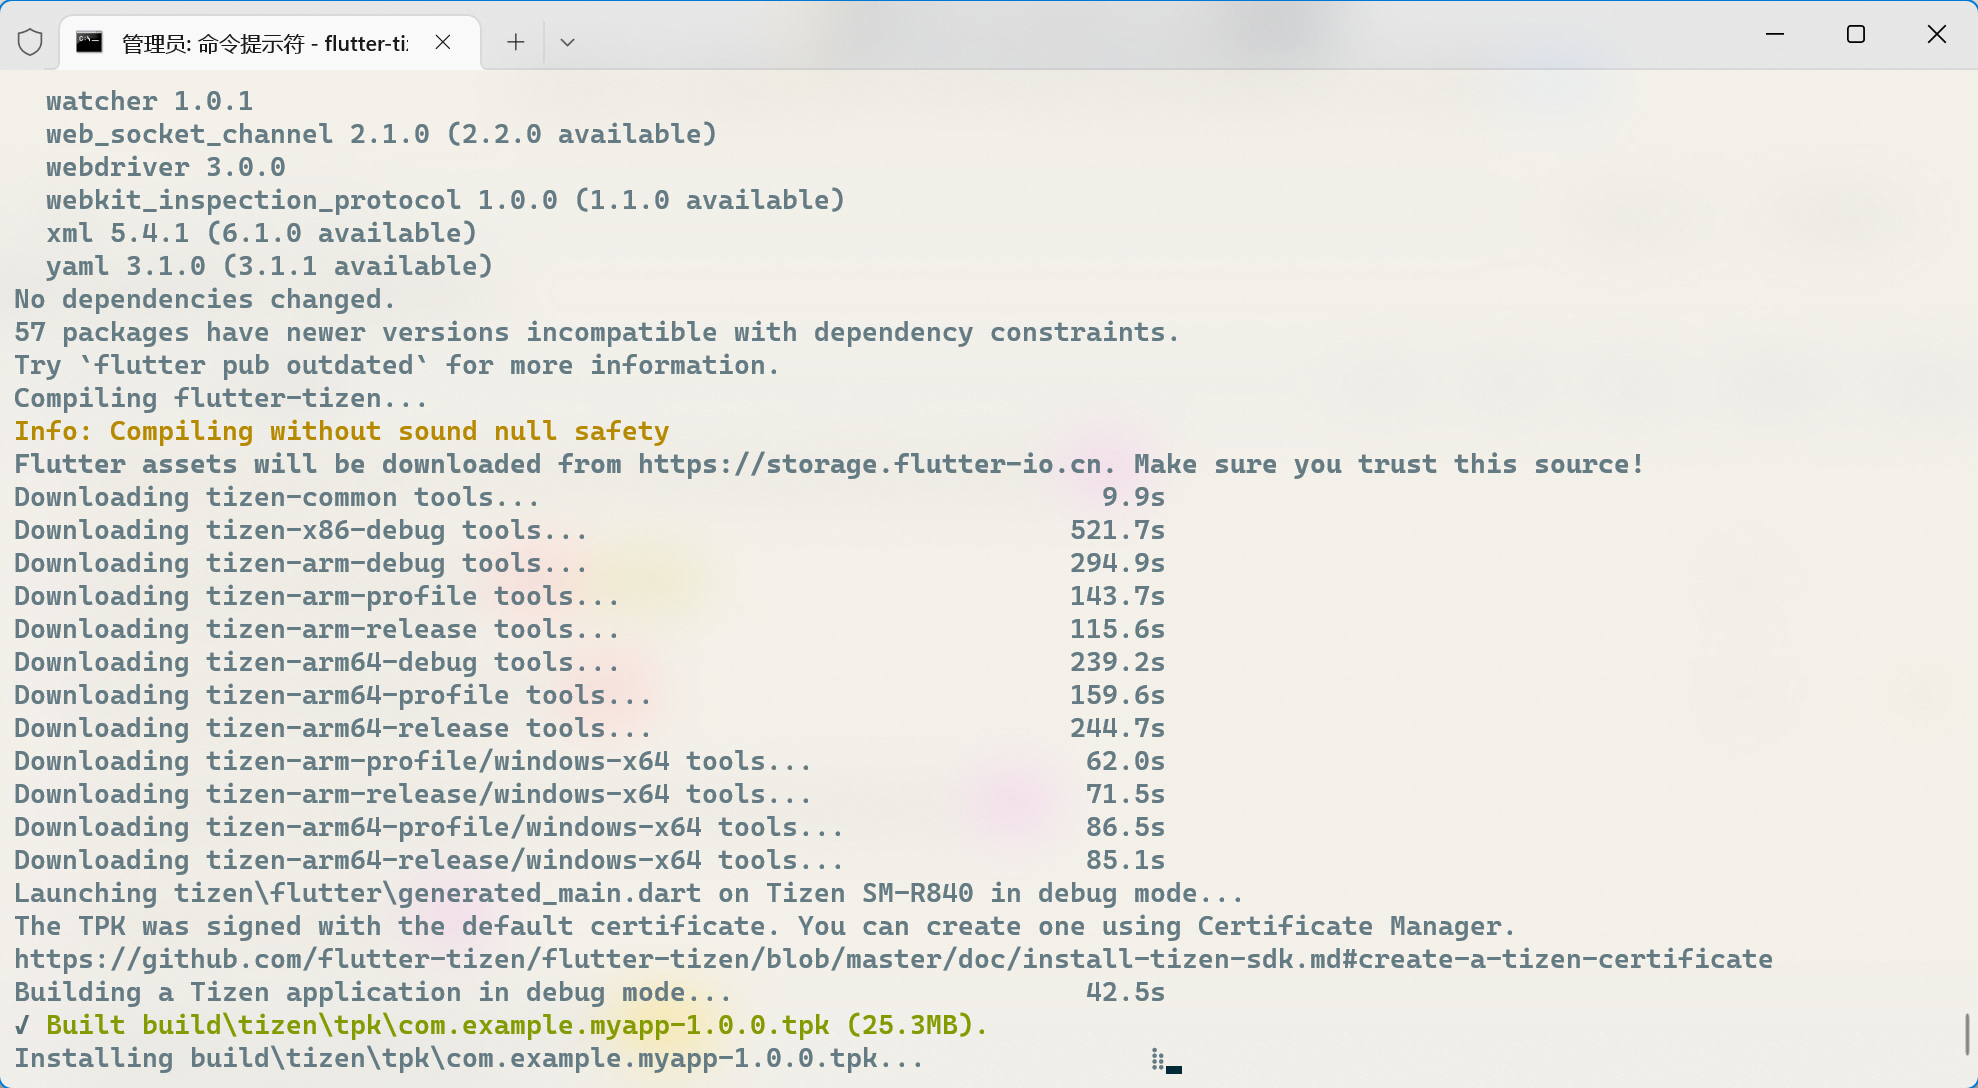 管理员: 命令提示符 - flutter-ti
watcher 1.0.1
web_socket_channel 2.1.0 (2.2.0 available)
webdriver 3.0.0
webkit_inspection_protocol 1.0.0 (1.1.0 available)
xml 5.4.1 (6.1.0 available)
yaml 3.1.0 (3.1.1 available)
No dependencies changed.
57 packages have newer versions incompatible with dependency constraints.
Try `flutter pub outdated` for more information.
Compiling flutter-tizen...
Info: Compiling without sound null safety
Flutter assets will be downloaded from https://storage.flutter-io.cn. Make sure you trust this source!
Downloading tizen-common tools... 9.9s
Downloading tizen-x86-debug tools... 521.7s
Downloading tizen-arm-debug tools... 294.9s
Downloading tizen-arm-profile tools... 143.7s
Downloading tizen-arm-release tools... 115.6s
Downloading tizen-arm64-debug tools... 239.2s
Downloading tizen-arm64-profile tools... 159.6s
Downloading tizen-arm64-release tools... 244.7s
Downloading tizen-arm-profile/windows-x64 tools... 62.0s
Downloading tizen-arm-release/windows-x64 tools... 71.5s
Downloading tizen-arm64-profile/windows-x64 tools... 86.5s
Downloading tizen-arm64-release/windows-x64 tools... 85.1s
Launching tizen\flutter\generated_main.dart on Tizen SM-R840 in debug mode...
The TPK was signed with the default certificate. You can create one using Certificate Manager.
https://github.com/flutter-tizen/flutter-tizen/blob/master/doc/install-tizen-sdk.md#create-a-tizen-certificate
Building a Tizen application in debug mode... 42.5s
√ Built build\tizen\tpk\com.example.myapp-1.0.0.tpk (25.3MB).
Installing build\tizen\tpk\com.example.myapp-1.0.0.tpk...